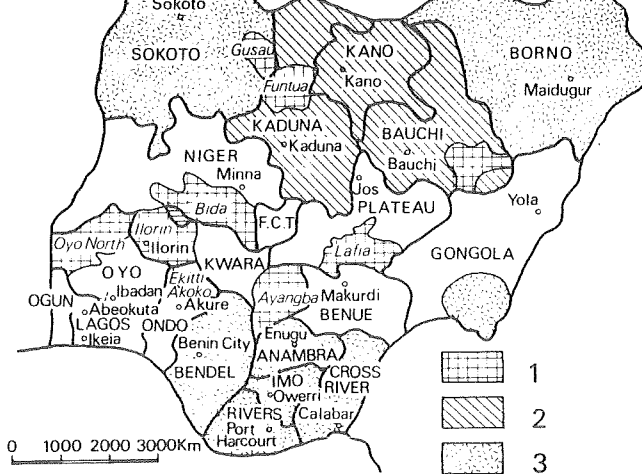 Sokoto
SOKOTO
Gusau
KANO
Kano
BORNO
Maidugur
Funtua
KADUNA
Kaduna
BAUCHI
Bauchi
NIGER
Minna
Bida
Jos
PLATEAU
Yola
F.C.T.
Ilorin
Ilorin
Oyo North
Lafia
GONGOLA
KWARA
OYO
Ekitti
Akoko
Ibadan
OGUN
Abeokuta
Akure
Ayangba
Makurdi
BENUE
LAGOS
Ikeia
ONDO
Benin City
BENDEL
Enugu
ANAMBRA
CROSS
RIVER
IMO
Owerri
RIVERS
Port
Harcourt
Calabar
1
2
3
0 1000 2000 3000Km